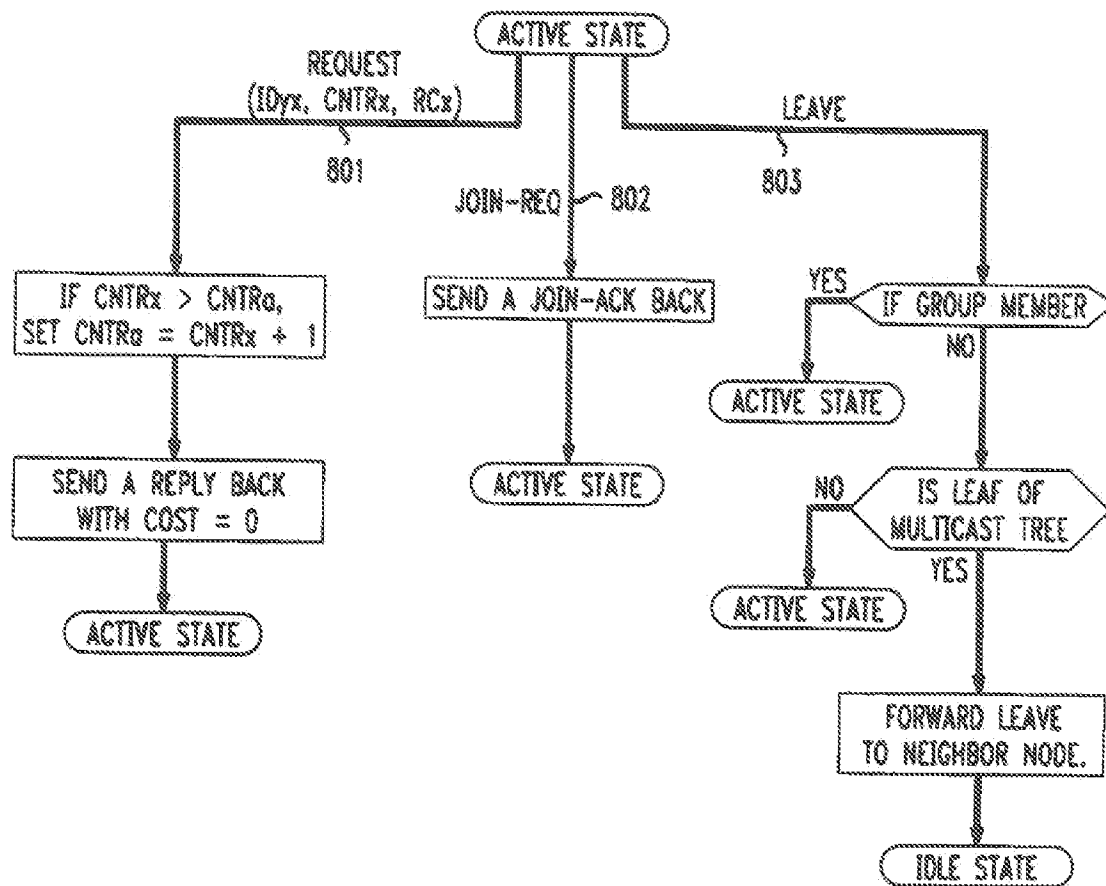 ACTIVE STATE
REQUEST
(IDyx, CNTRx, RCx)
801
JOIN-REQ
802
LEAVE
803
IF CNTRx > CNTRa,
SET CNTRa = CNTRx + 1
SEND A REPLY BACK
WITH COST = 0
ACTIVE STATE
SEND A JOIN-ACK BACK
ACTIVE STATE
YES
IF GROUP MEMBER
NO
ACTIVE STATE
NO
IS LEAF OF
MULTICAST TREE
YES
ACTIVE STATE
FORWARD LEAVE
TO NEIGHBOR NODE.
IDLE STATE